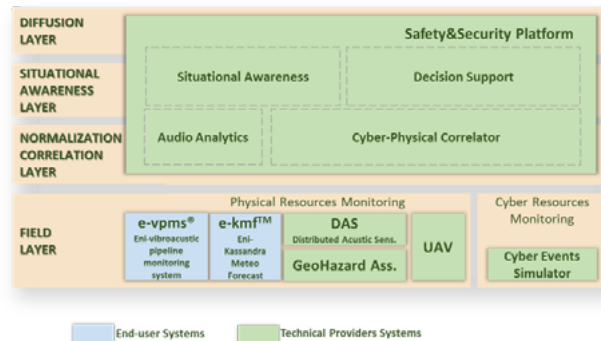 DIFFUSION
LAYER
Safety&Security Platform
SITUATIONAL
AWARENESS
LAYER
Situational Awareness
Decision Support
NORMALIZATION
CORRELATION
LAYER
Audio Analytics
Cyber-Physical Correlator
Physical Resources Monitoring
Cyber Resources
Monitoring
FIELD
LAYER
e-vpms®
Eni-vibroacustic
pipeline
monitoring
system
e-kmf™
Eni-
Kassandra
Meteo
Forecast
DAS
Distributed Acustic Sens.
GeoHazard Ass.
UAV
Cyber Events
Simulator
End-user Systems
Technical Providers Systems